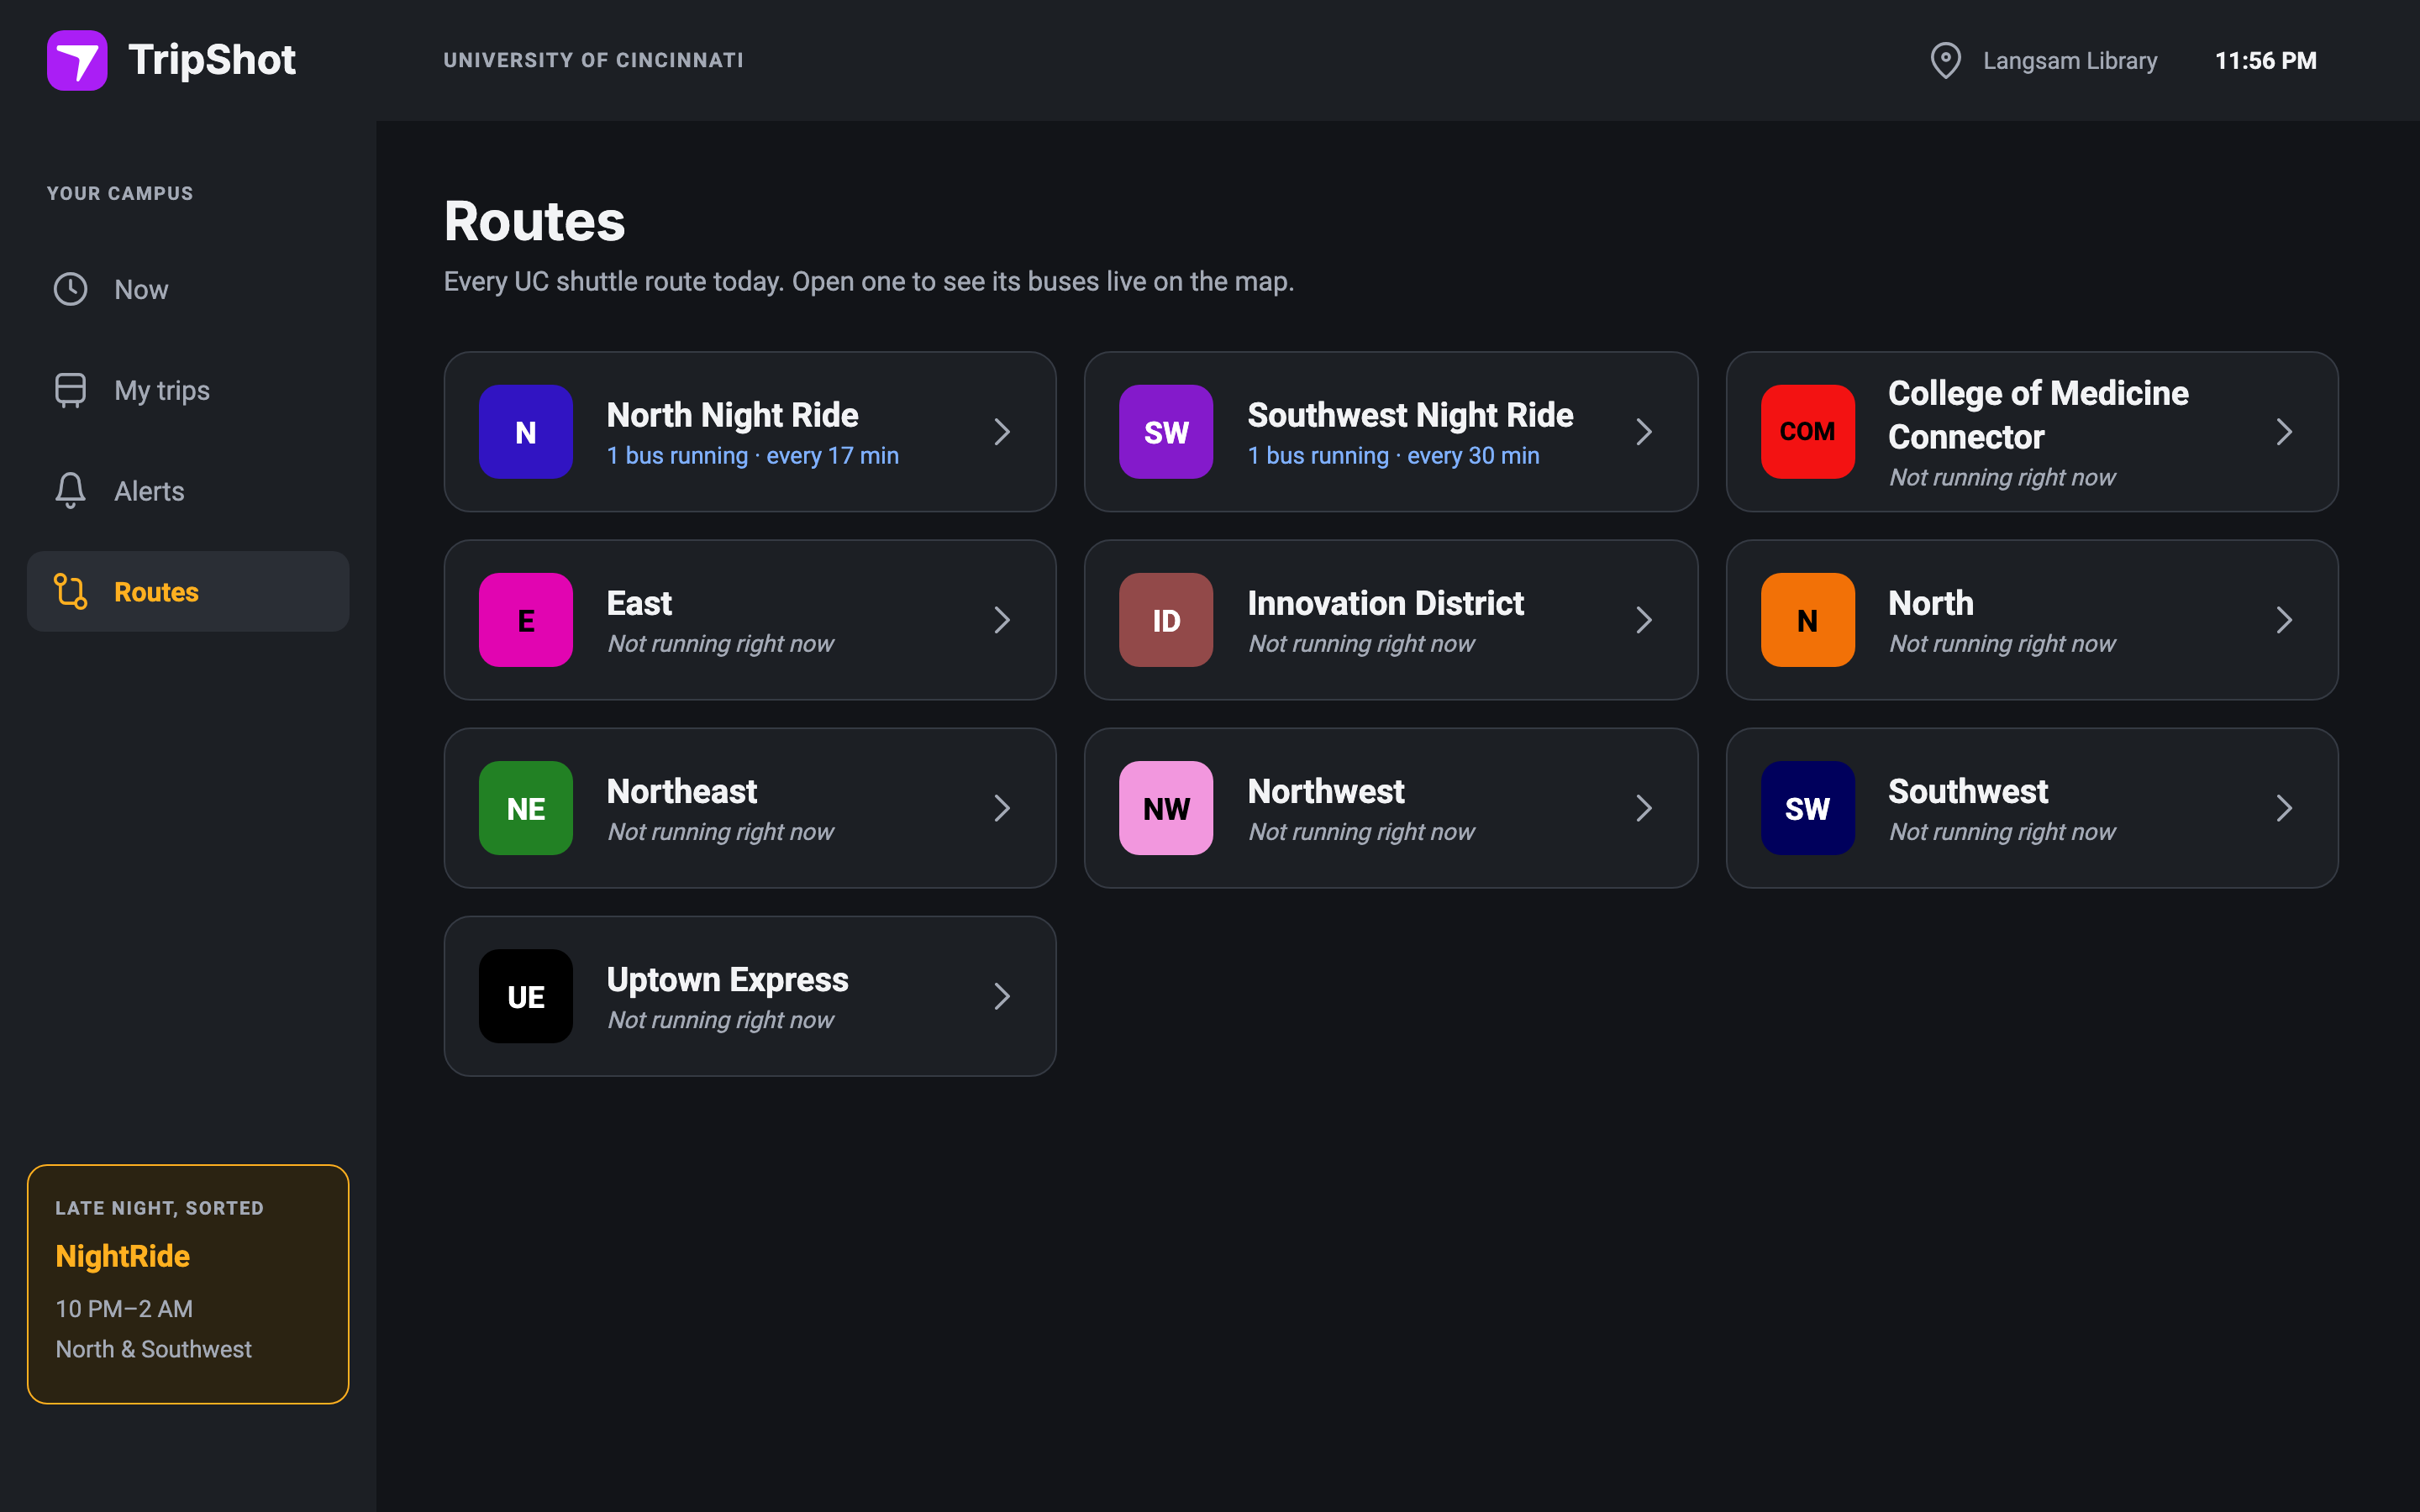 TripShot
UNIVERSITY OF CINCINNATI
Langsam Library
11:56 PM
YOUR CAMPUS
Now
My trips
Alerts
Routes
LATE NIGHT, SORTED
NightRide
10 PM–2 AM
North & Southwest
Routes
Every UC shuttle route today. Open one to see its buses live on the map.
N
North Night Ride
1 bus running · every 17 min
SW
Southwest Night Ride
1 bus running · every 30 min
COM
College of Medicine
Connector
Not running right now
E
East
Not running right now
ID
Innovation District
Not running right now
N
North
Not running right now
NE
Northeast
Not running right now
NW
Northwest
Not running right now
SW
Southwest
Not running right now
UE
Uptown Express
Not running right now